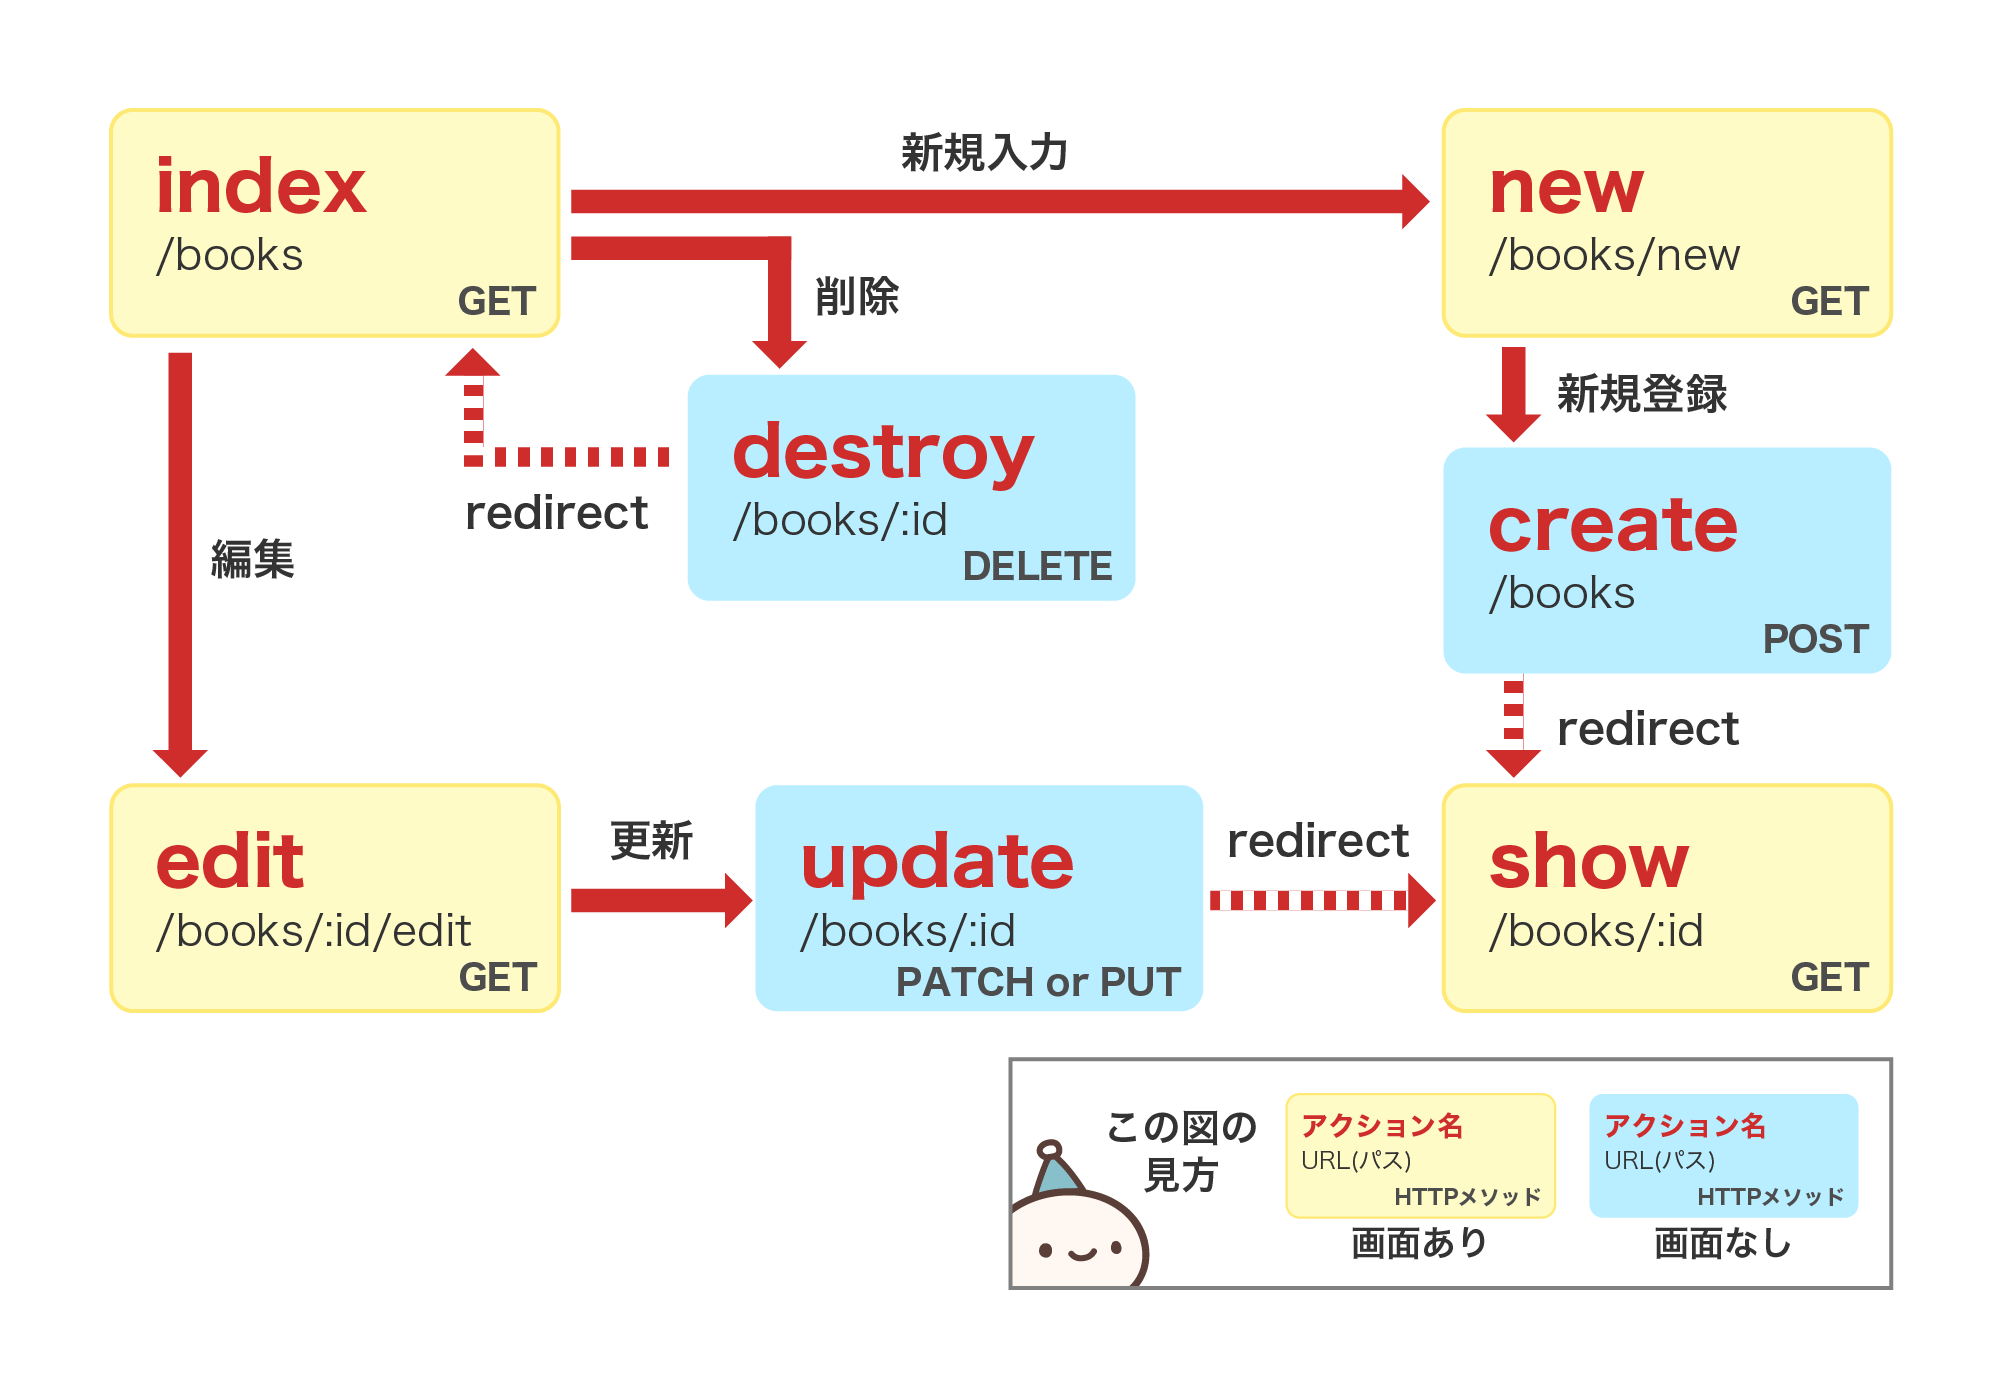 index
/books
GET
新規入力
new
/books/new
GET
削除
destroy
/books/:id
DELETE
redirect
新規登録
create
/books
POST
redirect
編集
edit
/books/:id/edit
GET
更新
update
/books/:id
PATCH or PUT
redirect
show
/books/:id
GET
この図の
見方
アクション名
URL(パス)
HTTPメソッド
画面あり
アクション名
URL(パス)
HTTPメソッド
画面なし